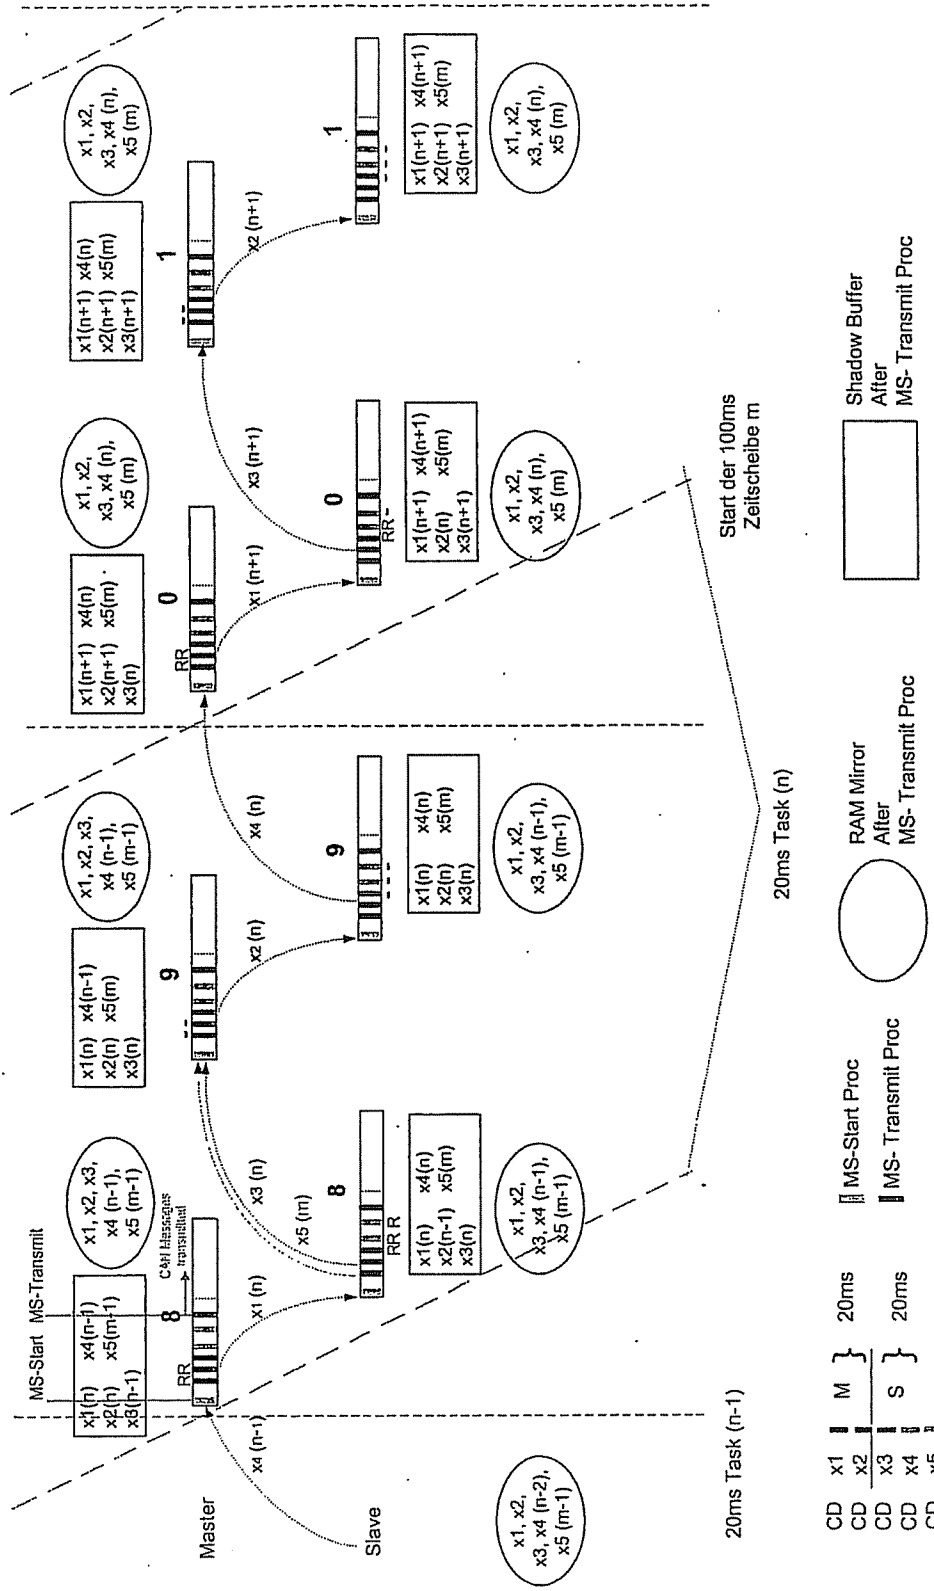 MS-Start MS-Transmit
x1(n) x4(n-1)
x2(n) x5(m-1)
x3(n-1)
x1, x2, x3,
x4 (n-1),
x5 (m-1)
8
CAN Messages
transmitted
RR
x1(n) x4(n-1)
x2(n) x5(m)
x3(n)
x1, x2, x3,
x4 (n-1),
x5 (m-1)
9
x1(n+1) x4(n)
x2(n+1) x5(m)
x3(n)
x1, x2,
x3, x4 (n),
x5 (m)
0
RR
x1(n+1) x4(n)
x2(n+1) x5(m)
x3(n+1)
x1, x2,
x3, x4 (n),
x5 (m)
1
Master
x4 (n-1)
x1 (n)
x3 (n)
x5 (m)
x2 (n)
x4 (n)
x1 (n+1)
x3 (n+1)
x2 (n+1)
Slave
x1, x2,
x3, x4 (n-2),
x5 (m-1)
8
RR R
x1(n) x4(n)
x2(n-1) x5(m)
x3(n)
x1, x2,
x3, x4 (n-1),
x5 (m-1)
9
x1(n) x4(n)
x2(n) x5(m)
x3(n)
x1, x2,
x3, x4 (n-1),
x5 (m-1)
0
RR -
x1(n+1) x4(n+1)
x2(n) x5(m)
x3(n+1)
x1, x2,
x3, x4 (n),
x5 (m)
1
x1(n+1) x4(n+1)
x2(n+1) x5(m)
x3(n+1)
x1, x2,
x3, x4 (n),
x5 (m)
20ms Task (n-1)
20ms Task (n)
Start der 100ms
Zeitscheibe m
CD x1
CD x2
M } 20ms
CD x3
CD x4
S } 20ms
CD x5
MS-Start Proc
MS- Transmit Proc
RAM Mirror
After
MS- Transmit Proc
Shadow Buffer
After
MS- Transmit Proc